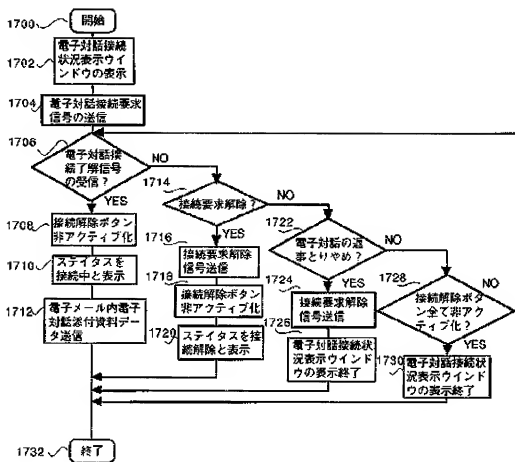 1700
開始
1702
電子対話接続
状況表示ウイ
ンドウの表示
1704
電子対話接続要求
信号の送信
1706
電子対話接
続了解信号
の受信？
NO
YES
1708
接続解除ボタン
非アクティブ化
1710
ステイタスを
接続中と表示
1712
電子メール内電子
対話添付資料デー
タ送信
1714
接続要求解除？
NO
YES
1716
接続要求解除
信号送信
1718
接続解除ボタン
非アクティブ化
1720
ステイタスを接
続解除と表示
1722
電子対話の返
事とりやめ？
NO
YES
1724
接続要求解除
信号送信
1726
電子対話接続状
況表示ウインド
ウの表示終了
1728
接続解除ボタ
ン全て非アク
ティブ化？
NO
YES
1730
電子対話接続状
況表示ウインド
ウの表示終了
1732
終了